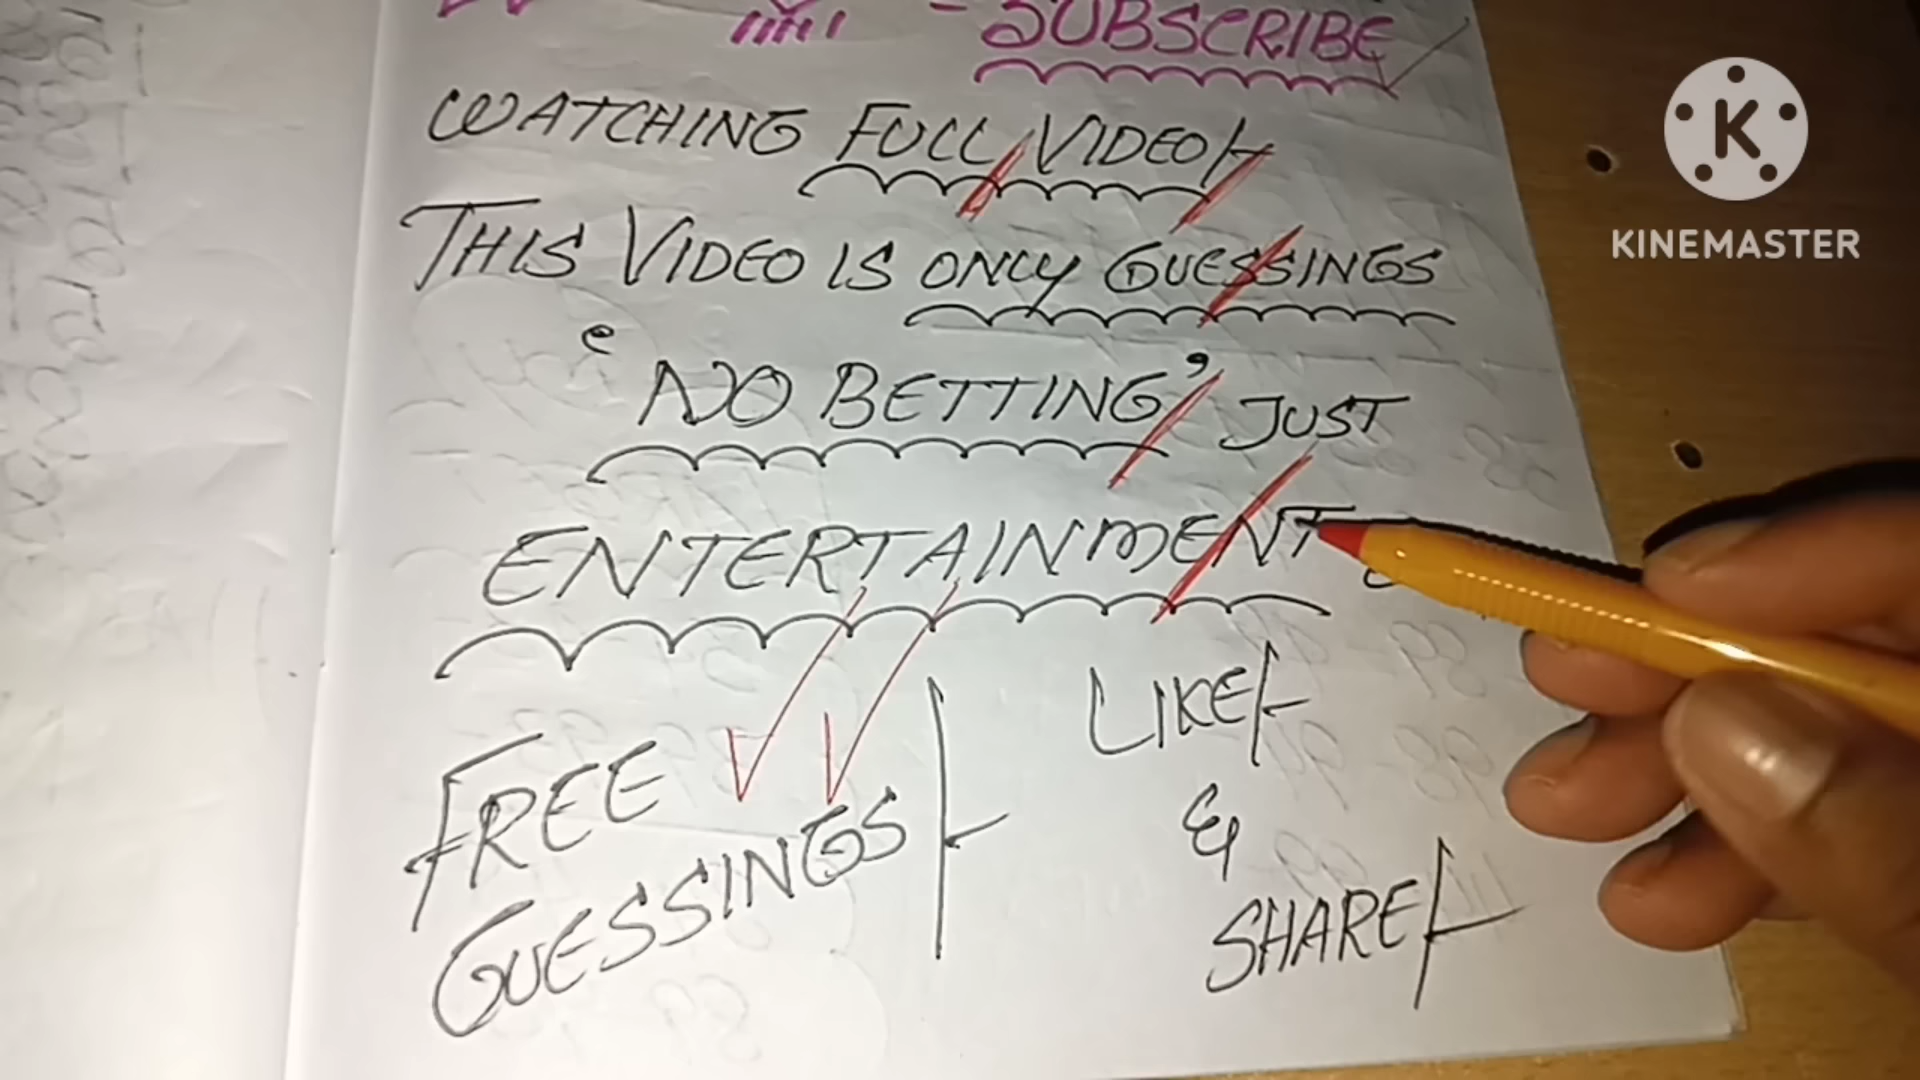 SUBSCRIBE
WATCHING FULL VIDEO
THIS VIDEO IS ONLY GUESSINGS
'NO BETTING' JUST
ENTERTAINMENT
FREE
GUESSINGS
LIKE
&
SHARE
K
KINEMASTER